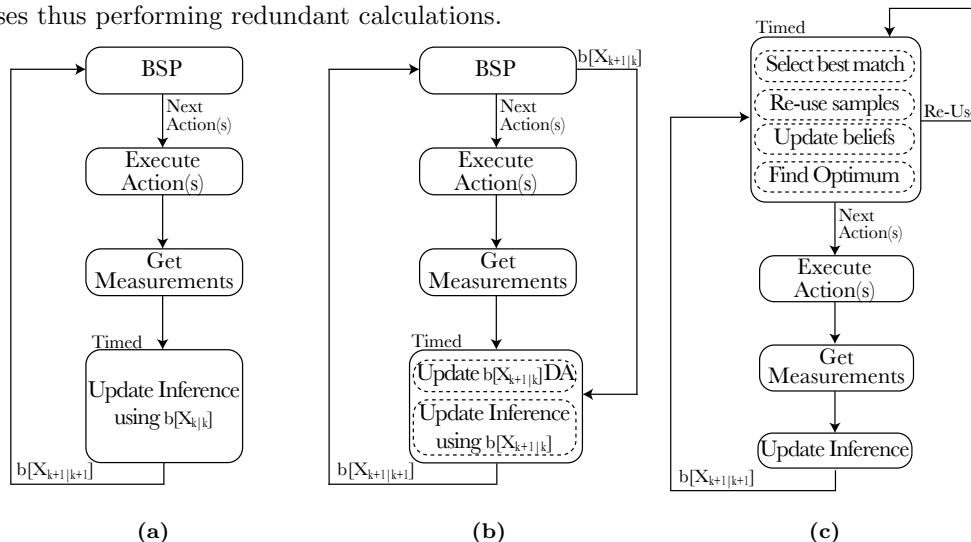 ses thus performing redundant calculations.
BSP
Next
Action(s)
Execute
Action(s)
Get
Measurements
Timed
Update Inference
using b[X_{k|k}]
b[X_{k+1|k+1}]
(a)
BSP
b[X_{k+1|k}]
Next
Action(s)
Execute
Action(s)
Get
Measurements
Timed
Update b[X_{k+1|k}] DA
Update Inference
using b[X_{k+1|k}]
b[X_{k+1|k+1}]
(b)
Timed
Select best match
Re-use samples
Update beliefs
Find Optimum
Re-Use
Next
Action(s)
Execute
Action(s)
Get
Measurements
Update Inference
b[X_{k+1|k+1}]
(c)